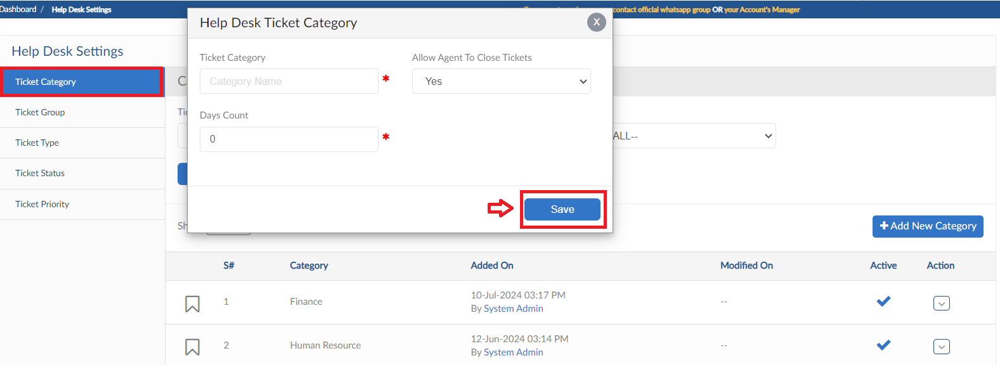 Dashboard / Help Desk Settings
contact official whatsapp group OR your Account's Manager
Help Desk Ticket Category
X
Help Desk Settings
Ticket Category
Allow Agent To Close Tickets
Category Name *
Yes
Days Count
0 *
Save
Ticket Category
Ticket Group
Ticket Type
Ticket Status
Ticket Priority
ALL--
+ Add New Category
S# Category Added On Modified On Active Action
1 Finance 10-Jul-2024 03:17 PM --
By System Admin
2 Human Resource 12-Jun-2024 03:14 PM --
By System Admin